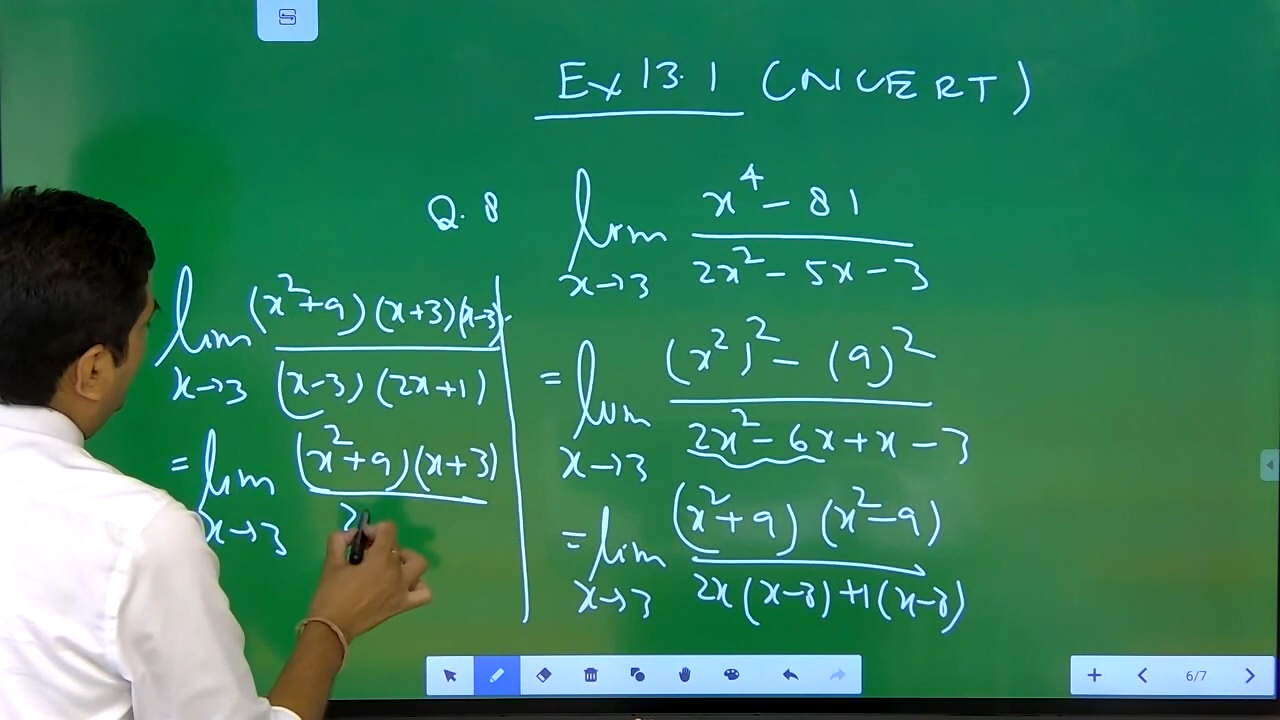 Ex 13.1 (NCERT)
Q. 8 lim x→3 (x⁴ - 81) / (2x² - 5x - 3)
= lim x→3 ((x²)² - (9)²) / (2x² - 6x + x - 3)
= lim x→3 (x²+9)(x²-9) / (2x(x-3)+1(x-3))
lim x→3 (x²+9)(x+3)(x-3) / (x-3)(2x+1)
= lim x→3 (x²+9)(x+3) / 2
6/7